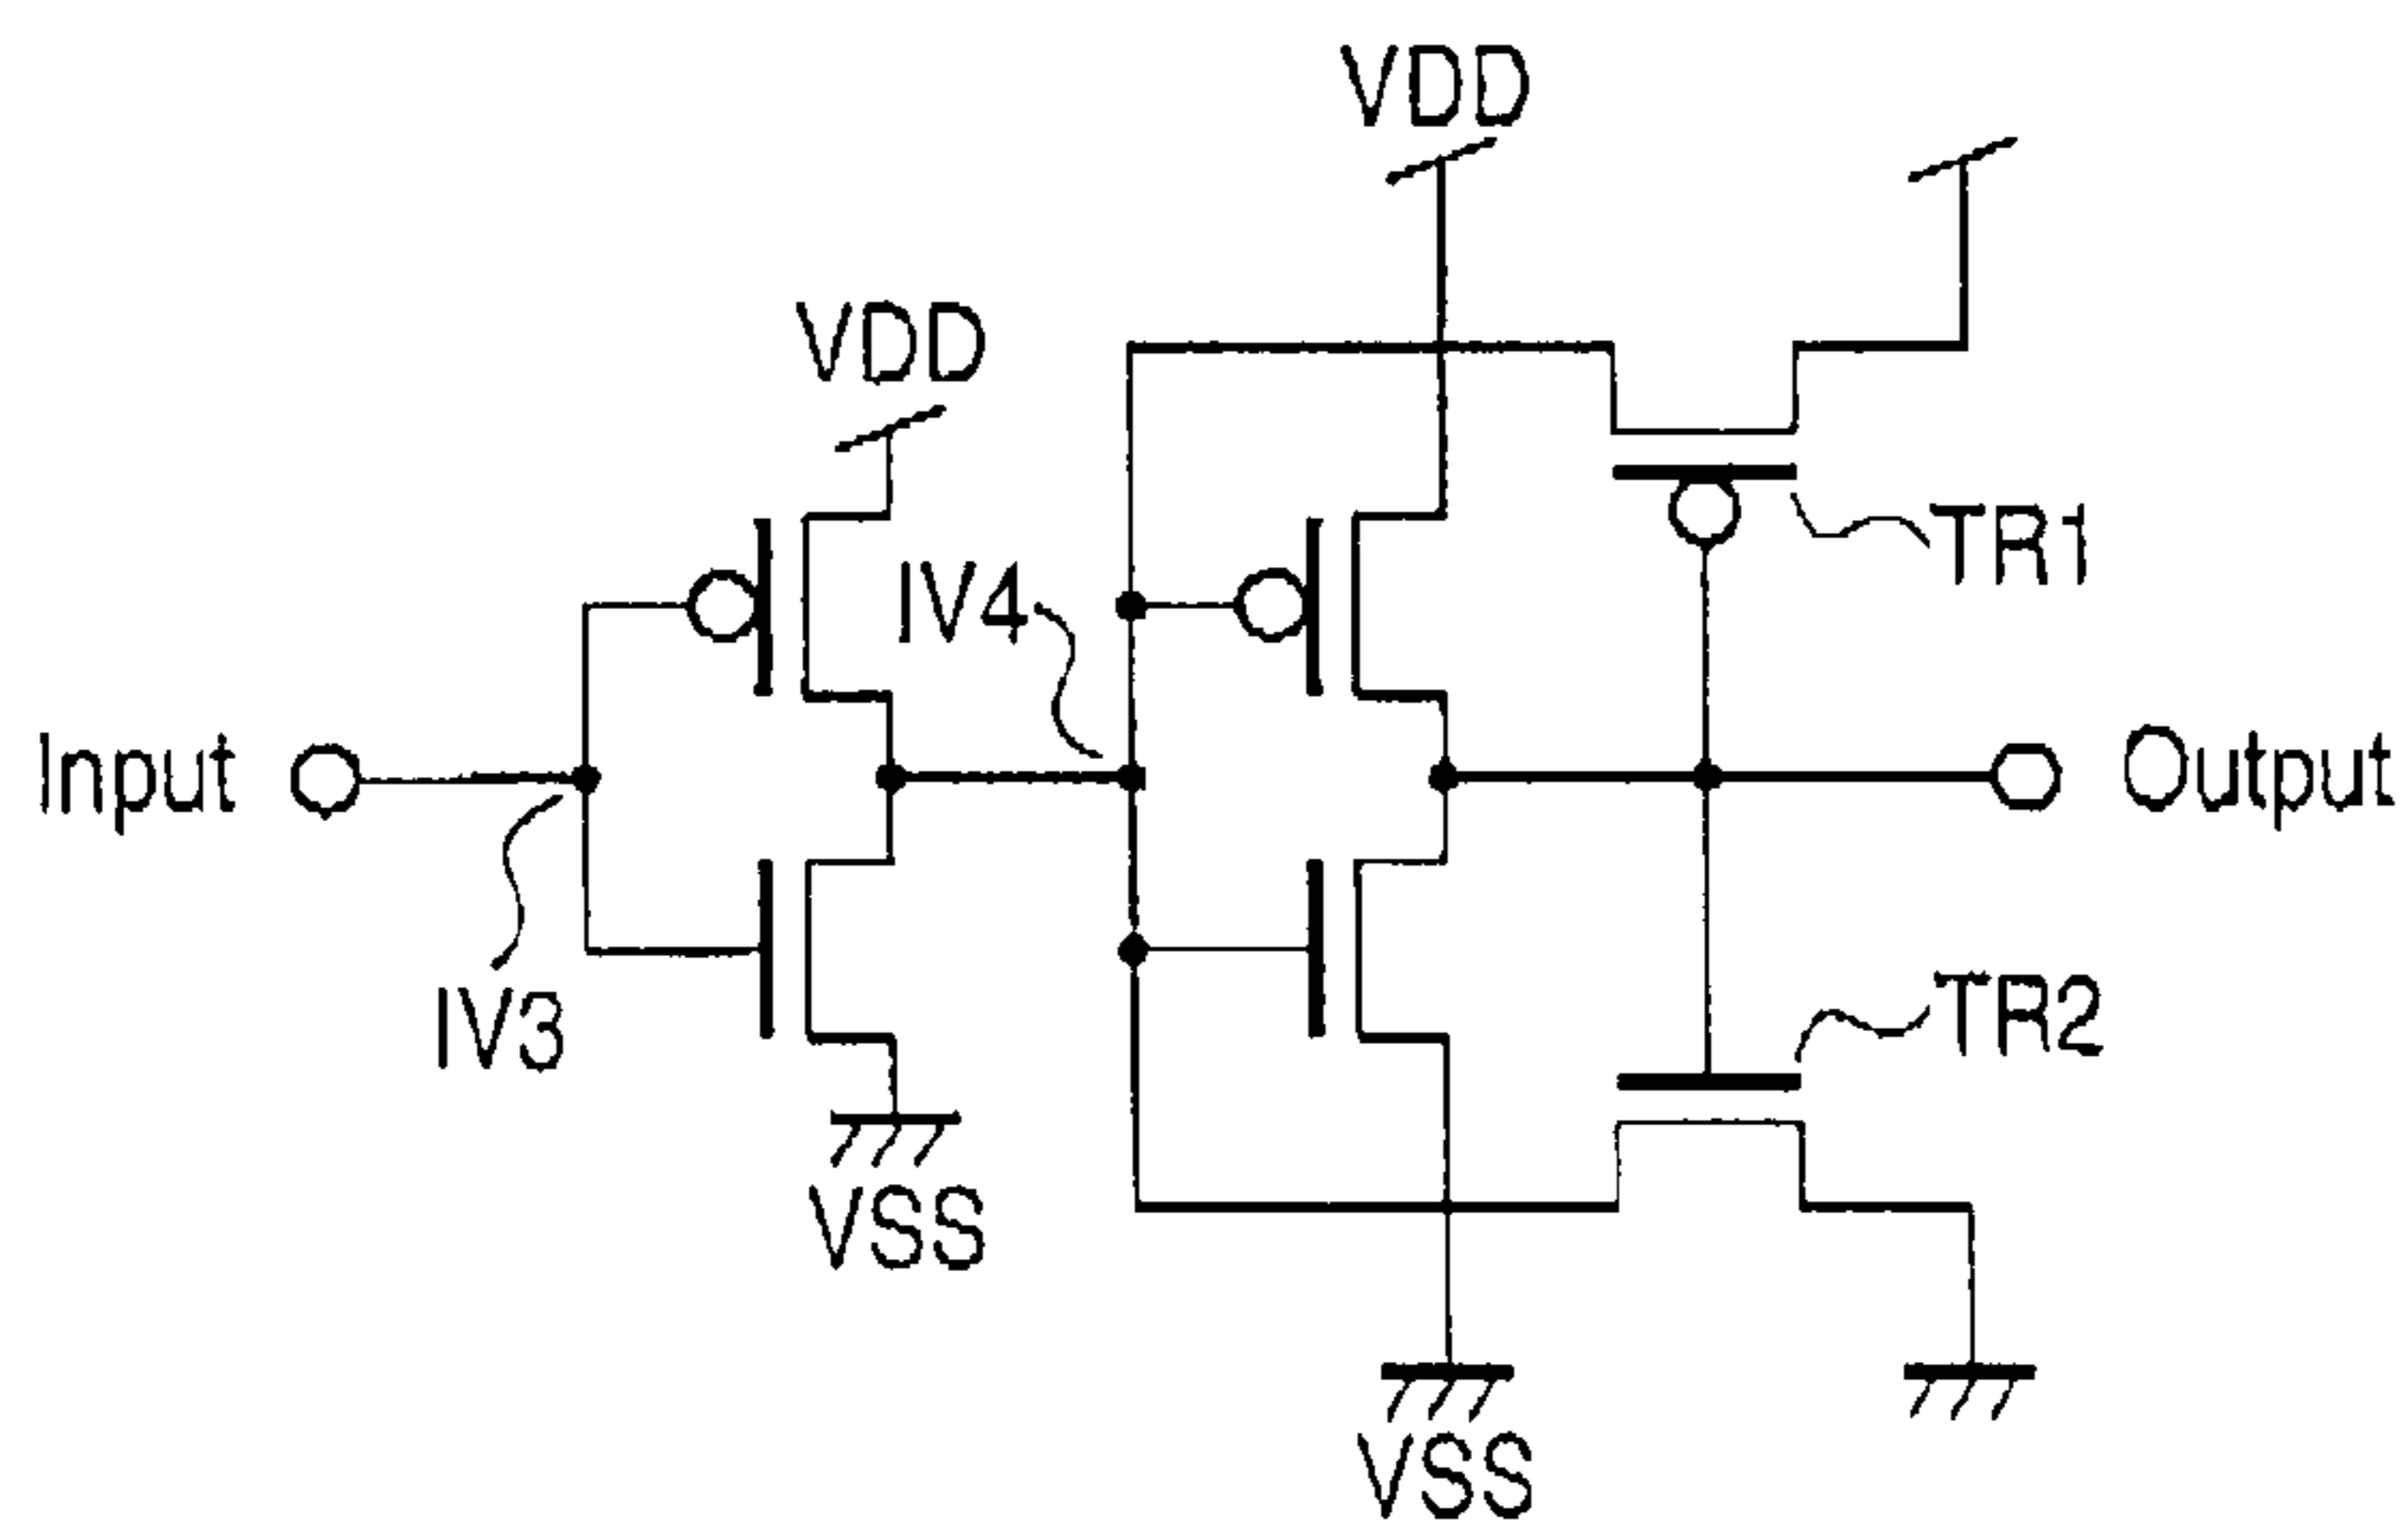 VDD
VDD
IV4
TR1
Input
Output
IV3
TR2
VSS
VSS